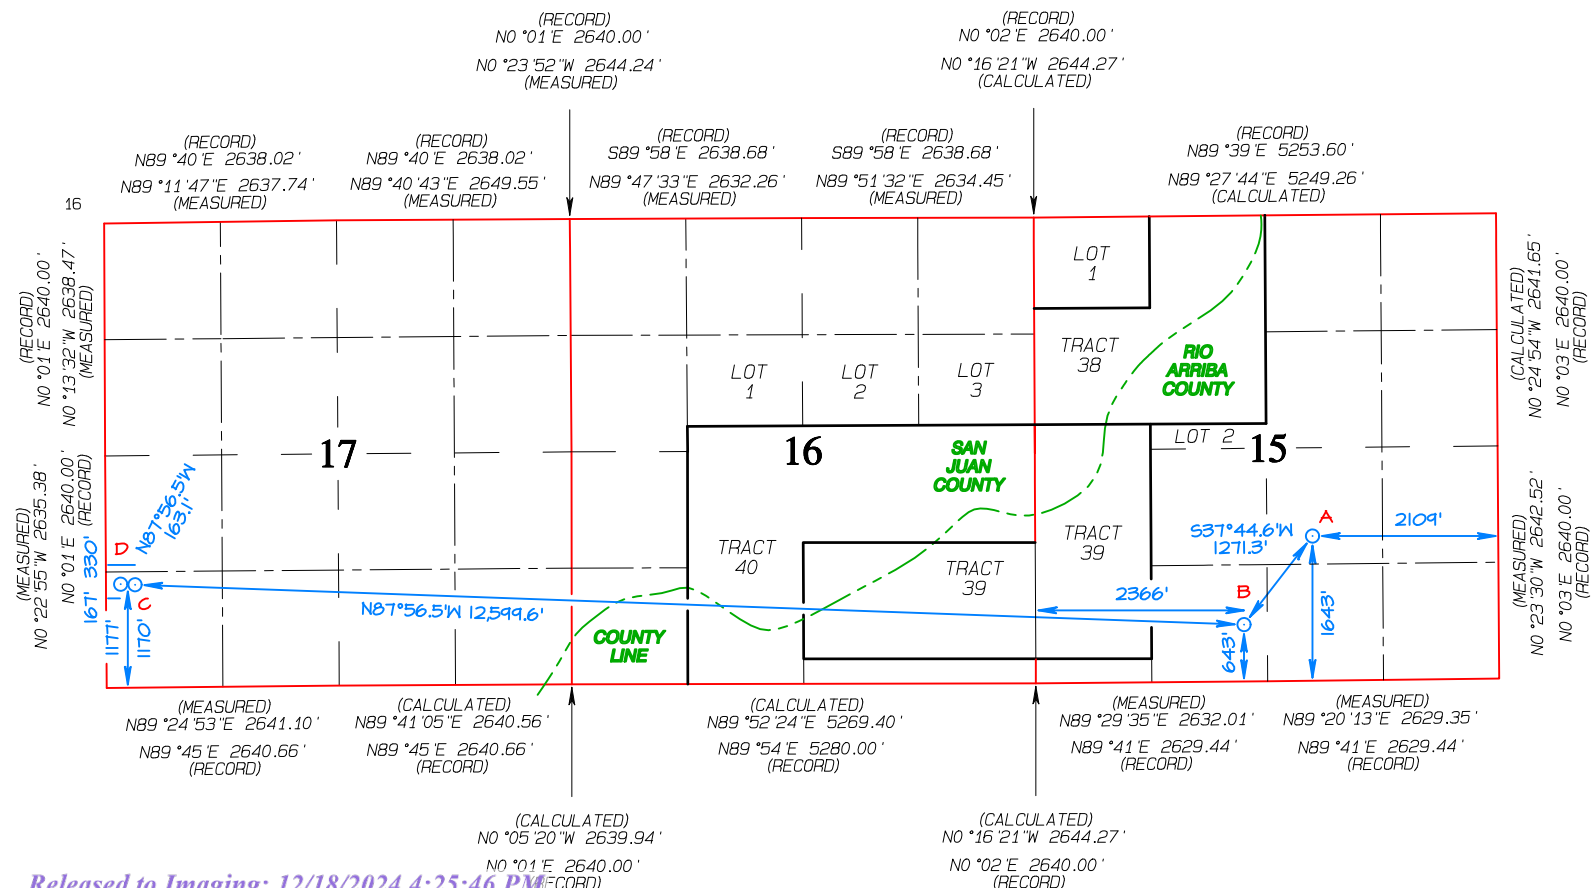 (RECORD)
N0°01'E 2640.00'
N0°23'52"W 2644.24'
(MEASURED)
(RECORD)
N0°02'E 2640.00'
N0°16'21"W 2644.27'
(CALCULATED)
(RECORD)
N89°40'E 2638.02'
N89°11'47"E 2637.74'
(MEASURED)
(RECORD)
N89°40'E 2638.02'
N89°40'43"E 2649.55'
(MEASURED)
(RECORD)
S89°58'E 2638.68'
N89°47'33"E 2632.26'
(MEASURED)
(RECORD)
S89°58'E 2638.68'
N89°51'32"E 2634.45'
(MEASURED)
(RECORD)
N89°39'E 5253.60'
N89°27'44"E 5249.26'
(CALCULATED)
16
(RECORD)
N0°01'E 2640.00'
N0°13'32"W 2638.47'
(MEASURED)
LOT
1
TRACT
38
RIO
ARRIBA
COUNTY
LOT
1
LOT
2
LOT
3
(CALCULATED)
N0°24'54"W 2641.65'
N0°03'E 2640.00'
(RECORD)
17
16
15
LOT 2
SAN
JUAN
COUNTY
(MEASURED)
N0°22'55"W 2635.38'
N0°01'E 2640.00'
(RECORD)
N87°56.5'W
163.1'
D
330'
167'
C
1177'
1170'
TRACT
40
TRACT
39
TRACT
39
S37°44.6'W
1271.3'
A
2109'
2366'
B
643'
1643'
N87°56.5'W 12,599.6'
COUNTY
LINE
(MEASURED)
N0°23'30"W 2642.52'
N0°03'E 2640.00'
(RECORD)
(MEASURED)
N89°24'53"E 2641.10'
N89°45'E 2640.66'
(RECORD)
(CALCULATED)
N89°41'05"E 2640.56'
N89°45'E 2640.66'
(RECORD)
(CALCULATED)
N89°52'24"E 5269.40'
N89°54'E 5280.00'
(RECORD)
(MEASURED)
N89°29'35"E 2632.01'
N89°41'E 2629.44'
(RECORD)
(MEASURED)
N89°20'13"E 2629.35'
N89°41'E 2629.44'
(RECORD)
(CALCULATED)
N0°05'20"W 2639.94'
N0°01'E 2640.00'
(RECORD)
(CALCULATED)
N0°16'21"W 2644.27'
N0°02'E 2640.00'
(RECORD)
Released to Imaging: 12/18/2024 4:25:46 PM